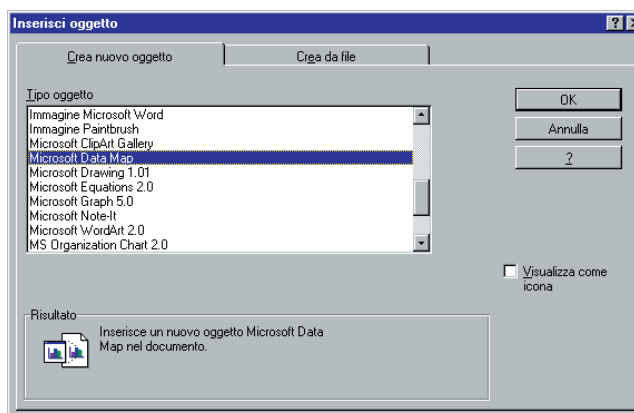 Inserisci oggetto
Crea nuovo oggetto
Crea da file
Tipo oggetto
Immagine Microsoft Word
Immagine Paintbrush
Microsoft ClipArt Gallery
Microsoft Data Map
Microsoft Drawing 1.01
Microsoft Equations 2.0
Microsoft Graph 5.0
Microsoft Note-It
Microsoft WordArt 2.0
MS Organization Chart 2.0
OK
Annulla
?
Visualizza come
icona
Risultato
Inserisce un nuovo oggetto Microsoft Data
Map nel documento.